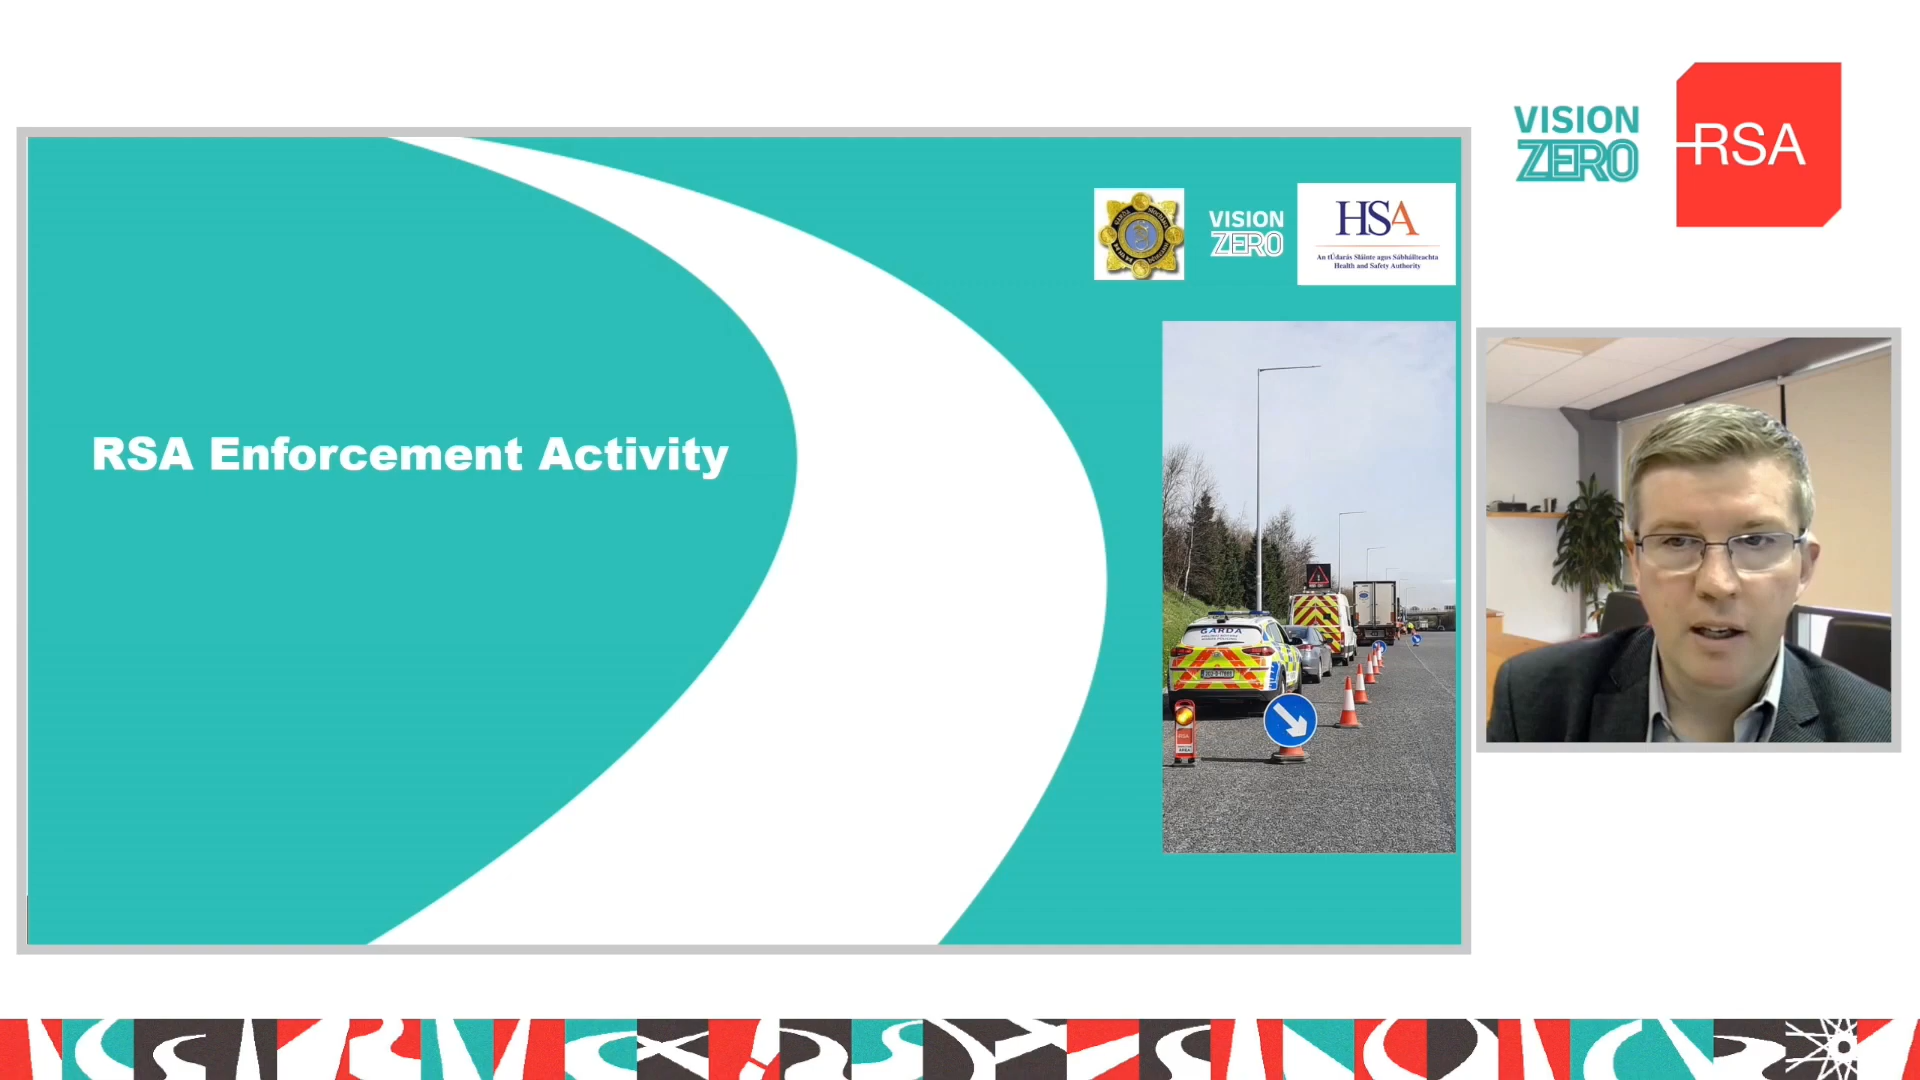 VISION
ZERO
RSA
VISION
ZERO
HSA
An tÚdarás Sláinte agus Sábháilteachta
Health and Safety Authority
RSA Enforcement Activity
GARDA
RSA